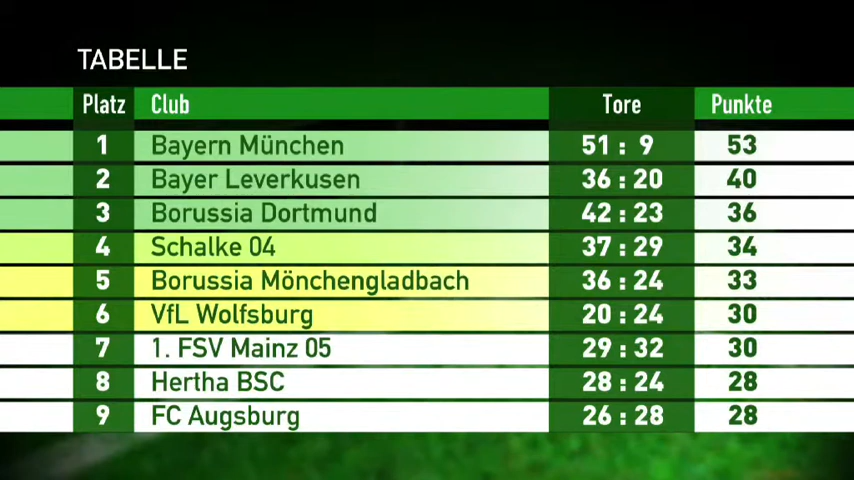 TABELLE
Platz Club Tore Punkte
1 Bayern München 51 : 9 53
2 Bayer Leverkusen 36 : 20 40
3 Borussia Dortmund 42 : 23 36
4 Schalke 04 37 : 29 34
5 Borussia Mönchengladbach 36 : 24 33
6 VfL Wolfsburg 20 : 24 30
7 1. FSV Mainz 05 29 : 32 30
8 Hertha BSC 28 : 24 28
9 FC Augsburg 26 : 28 28